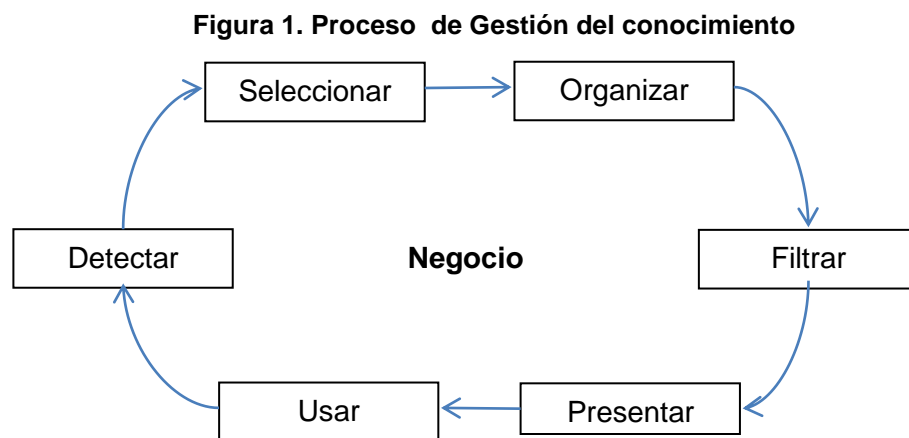 Figura 1. Proceso  de Gestión del conocimiento
Seleccionar
Organizar
Detectar
Negocio
Filtrar
Usar
Presentar